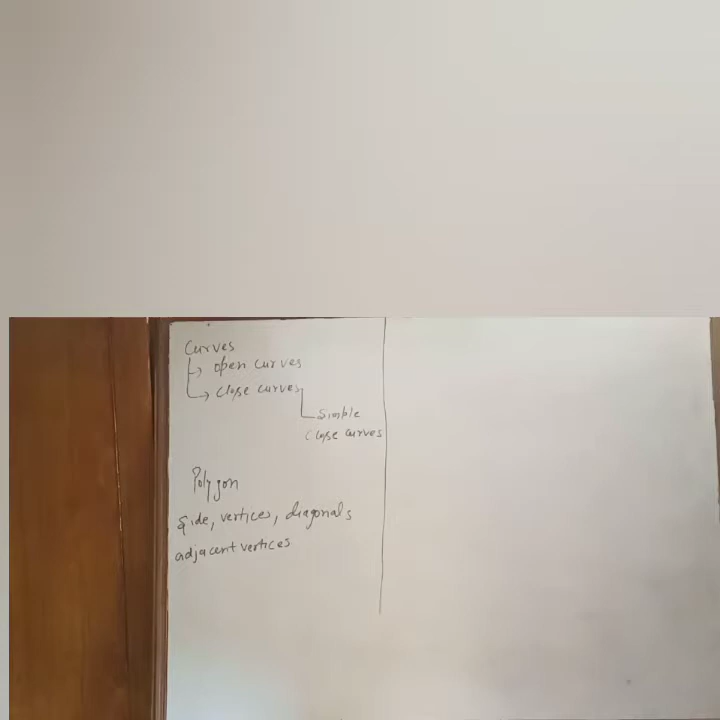 Curves
open curves
close curves
Simple
close curves
Polygon
Side, vertices, diagonals
adjacent vertices